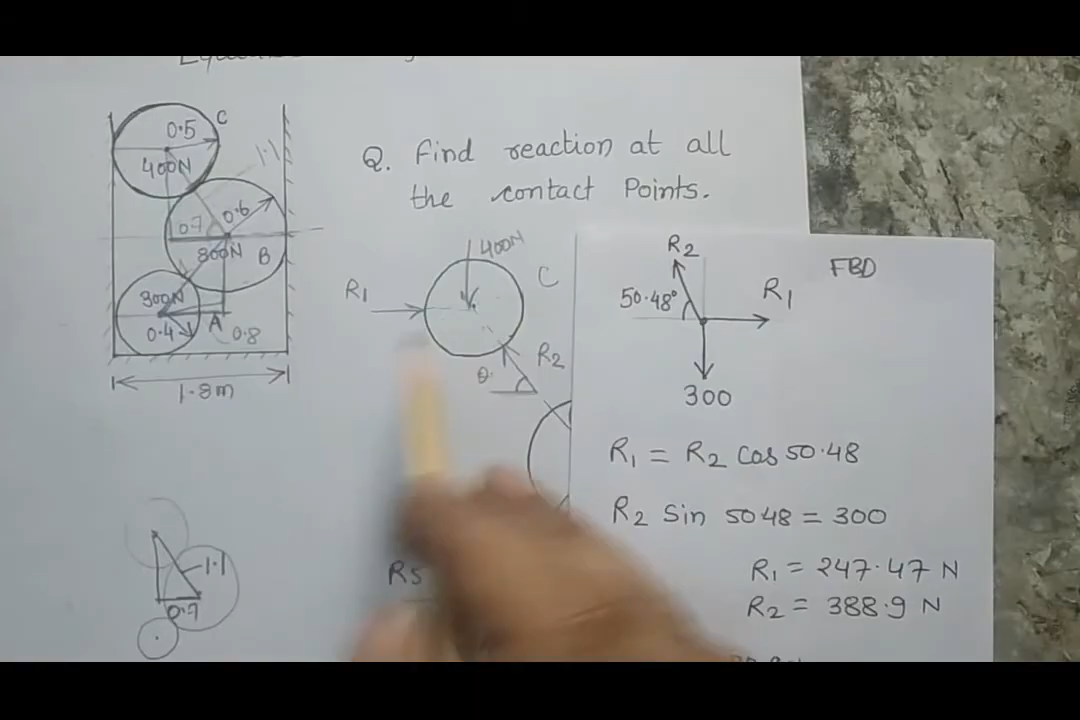 0.5
C
400N
1.1
0.7
0.6
800N
B
300N
A
0.4
0.8
1.8m
Q. Find reaction at all
the contact Points.
400N
C
R1
R2
θ
1.1
0.7
R5
R2
FBD
50.48°
R1
300
R1 = R2 Cos 50.48
R2 Sin 5048 = 300
R1 = 247.47 N
R2 = 388.9 N